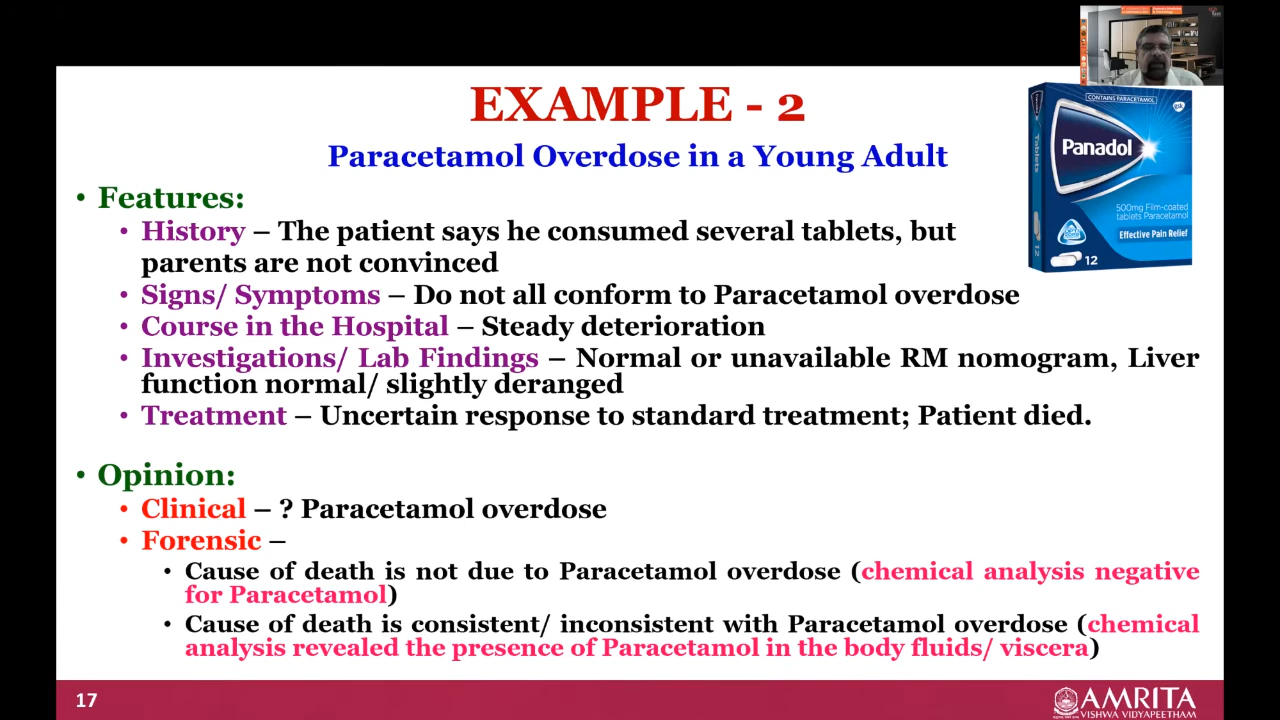 EXAMPLE - 2
Paracetamol Overdose in a Young Adult
CONTAINS PARACETAMOL
gsk
Panadol
Panadol
Tablets
500mg Film-coated
tablets Paracetamol
Effective Pain Relief
12
• Features:
• History – The patient says he consumed several tablets, but
parents are not convinced
• Signs/ Symptoms – Do not all conform to Paracetamol overdose
• Course in the Hospital – Steady deterioration
• Investigations/ Lab Findings – Normal or unavailable RM nomogram, Liver
function normal/ slightly deranged
• Treatment – Uncertain response to standard treatment; Patient died.
• Opinion:
• Clinical – ? Paracetamol overdose
• Forensic –
• Cause of death is not due to Paracetamol overdose (chemical analysis negative
for Paracetamol)
• Cause of death is consistent/ inconsistent with Paracetamol overdose (chemical
analysis revealed the presence of Paracetamol in the body fluids/ viscera)
17
AMRITA
VISHWA VIDYAPEETHAM